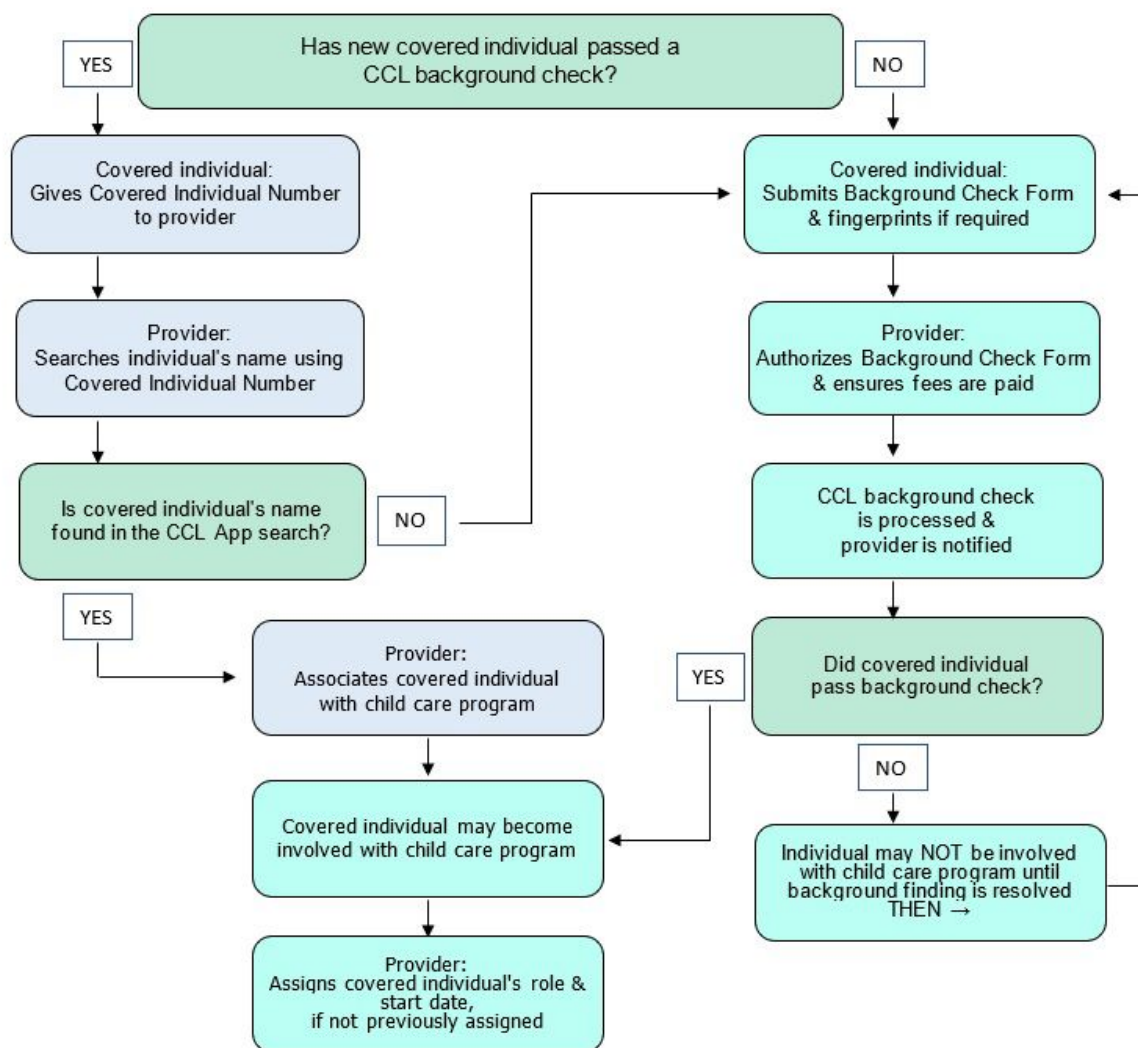 Has new covered individual passed a
CCL background check?
YES
NO
Covered individual:
Gives Covered Individual Number
to provider
Covered individual:
Submits Background Check Form
& fingerprints if required
Provider:
Searches individual's name using
Covered Individual Number
Provider:
Authorizes Background Check Form
& ensures fees are paid
Is covered individual's name
found in the CCL App search?
NO
CCL background check
is processed &
provider is notified
YES
Provider:
Associates covered individual
with child care program
YES
Did covered individual
pass background check?
NO
Covered individual may become
involved with child care program
Individual may NOT be involved
with child care program until
background finding is resolved
THEN →
Provider:
Assigns covered individual's role &
start date,
if not previously assigned